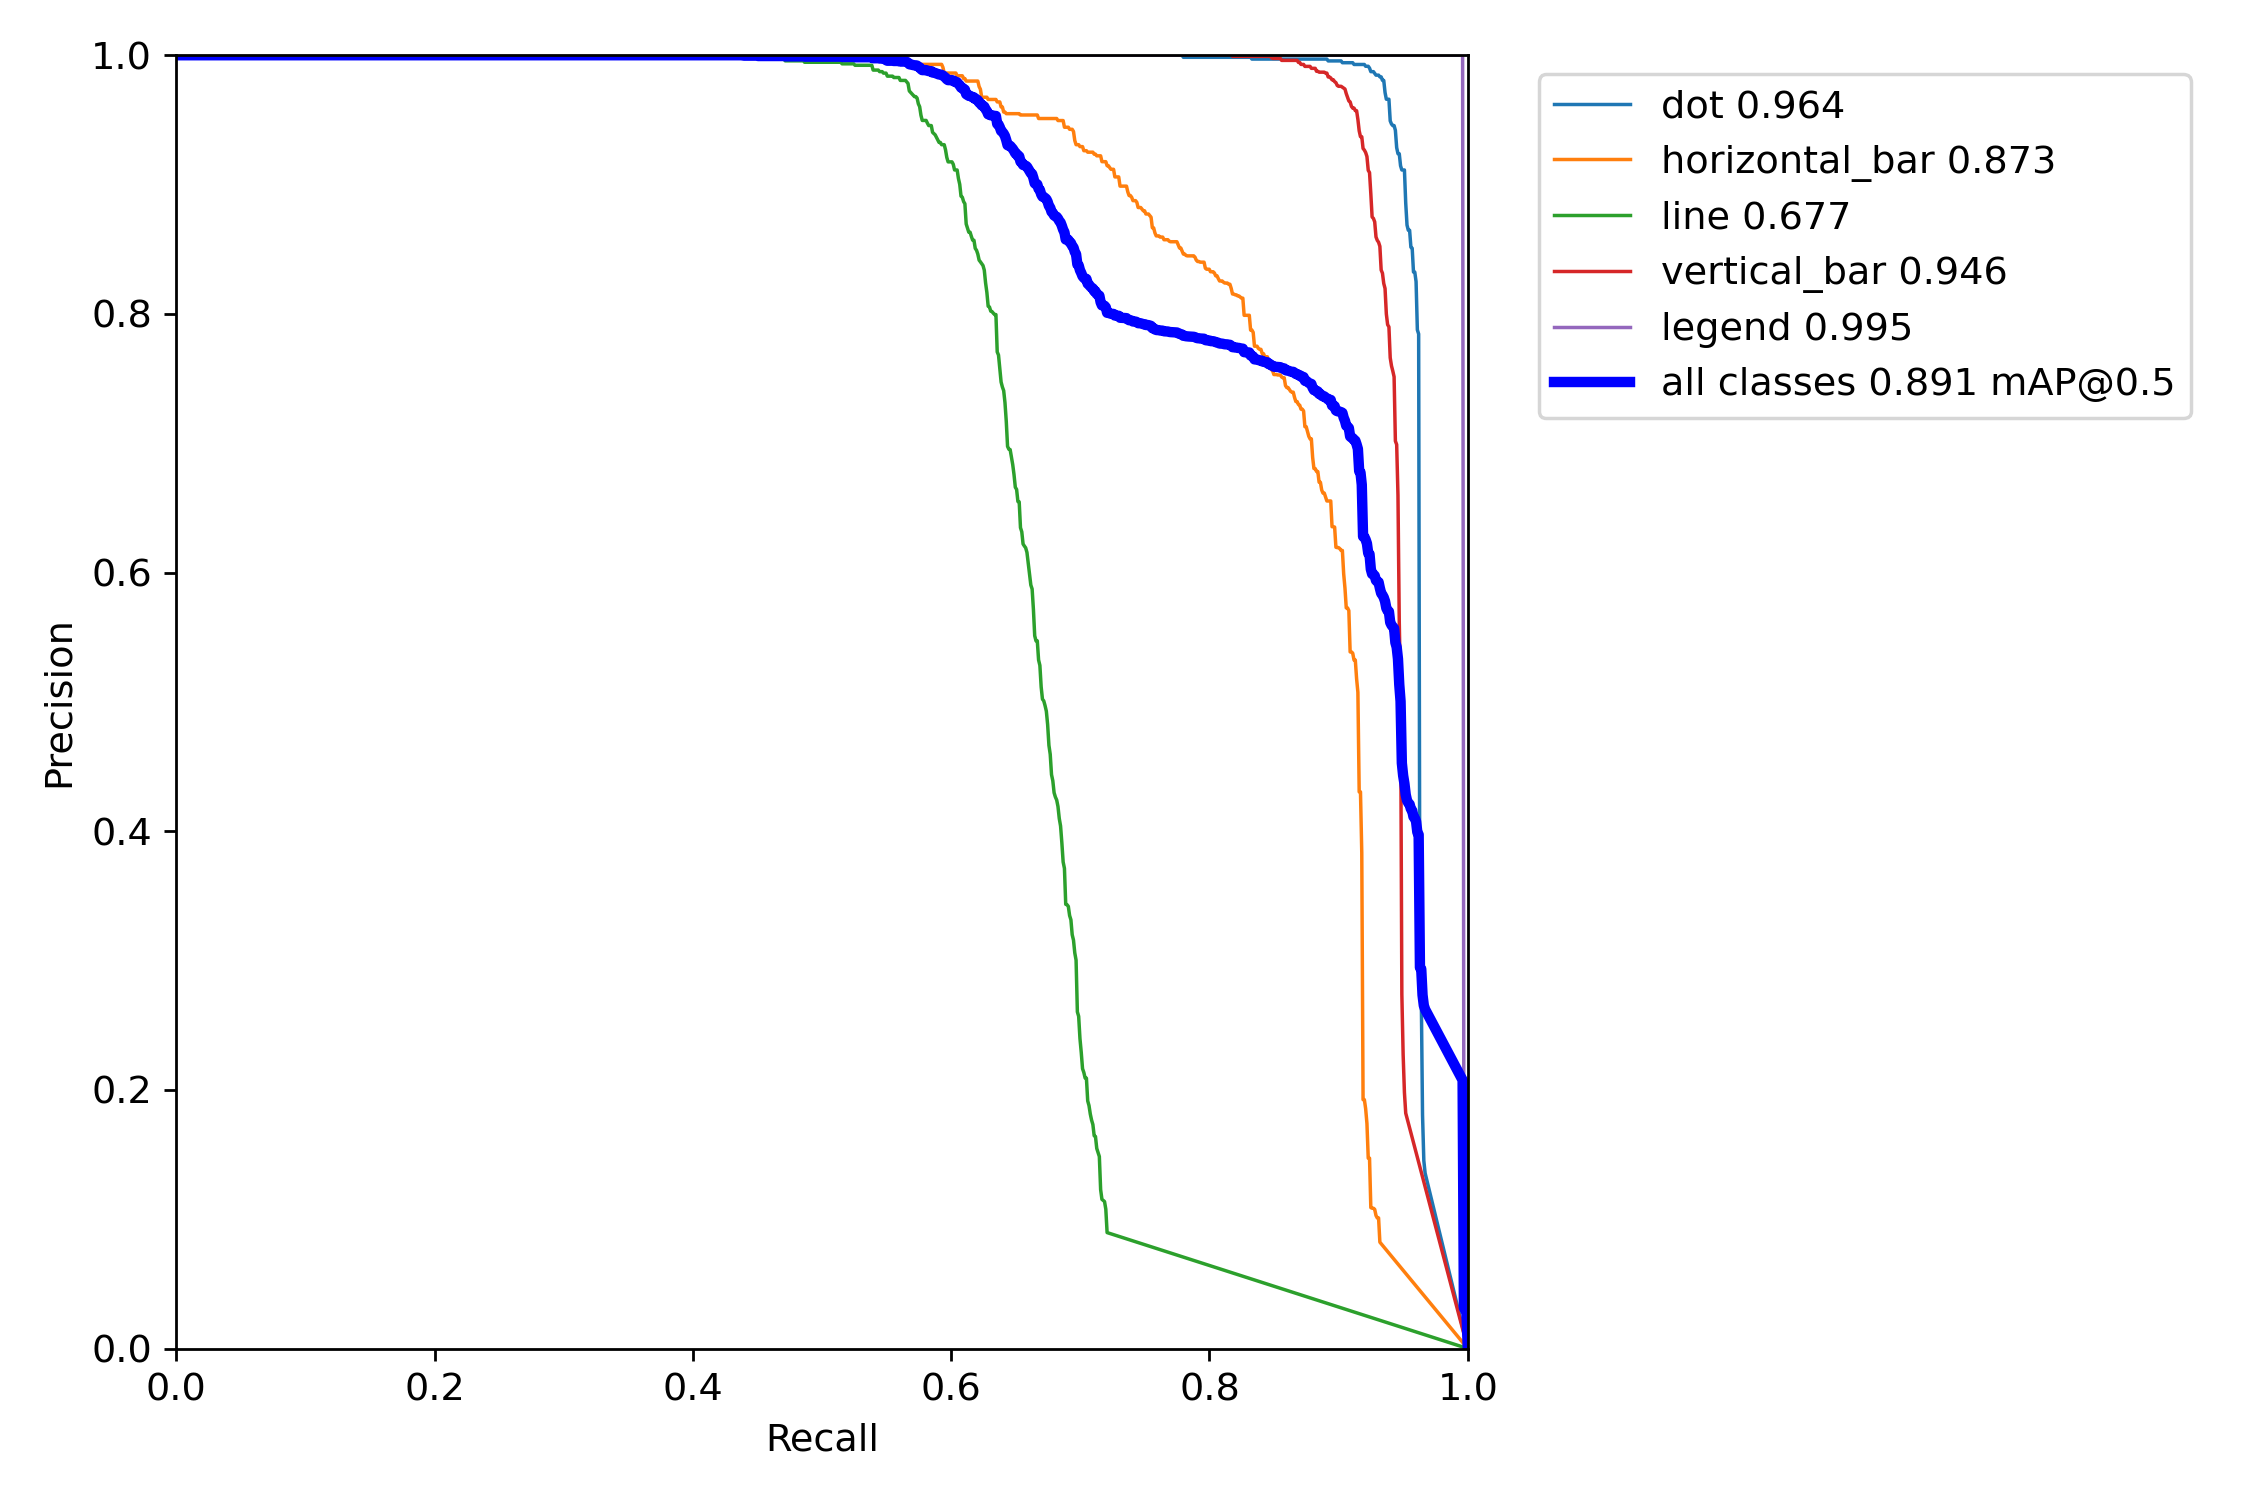 1.0
0.8
0.6
0.4
0.2
0.0
Precision
0.0 0.2 0.4 0.6 0.8 1.0
Recall
dot 0.964
horizontal_bar 0.873
line 0.677
vertical_bar 0.946
legend 0.995
all classes 0.891 mAP@0.5